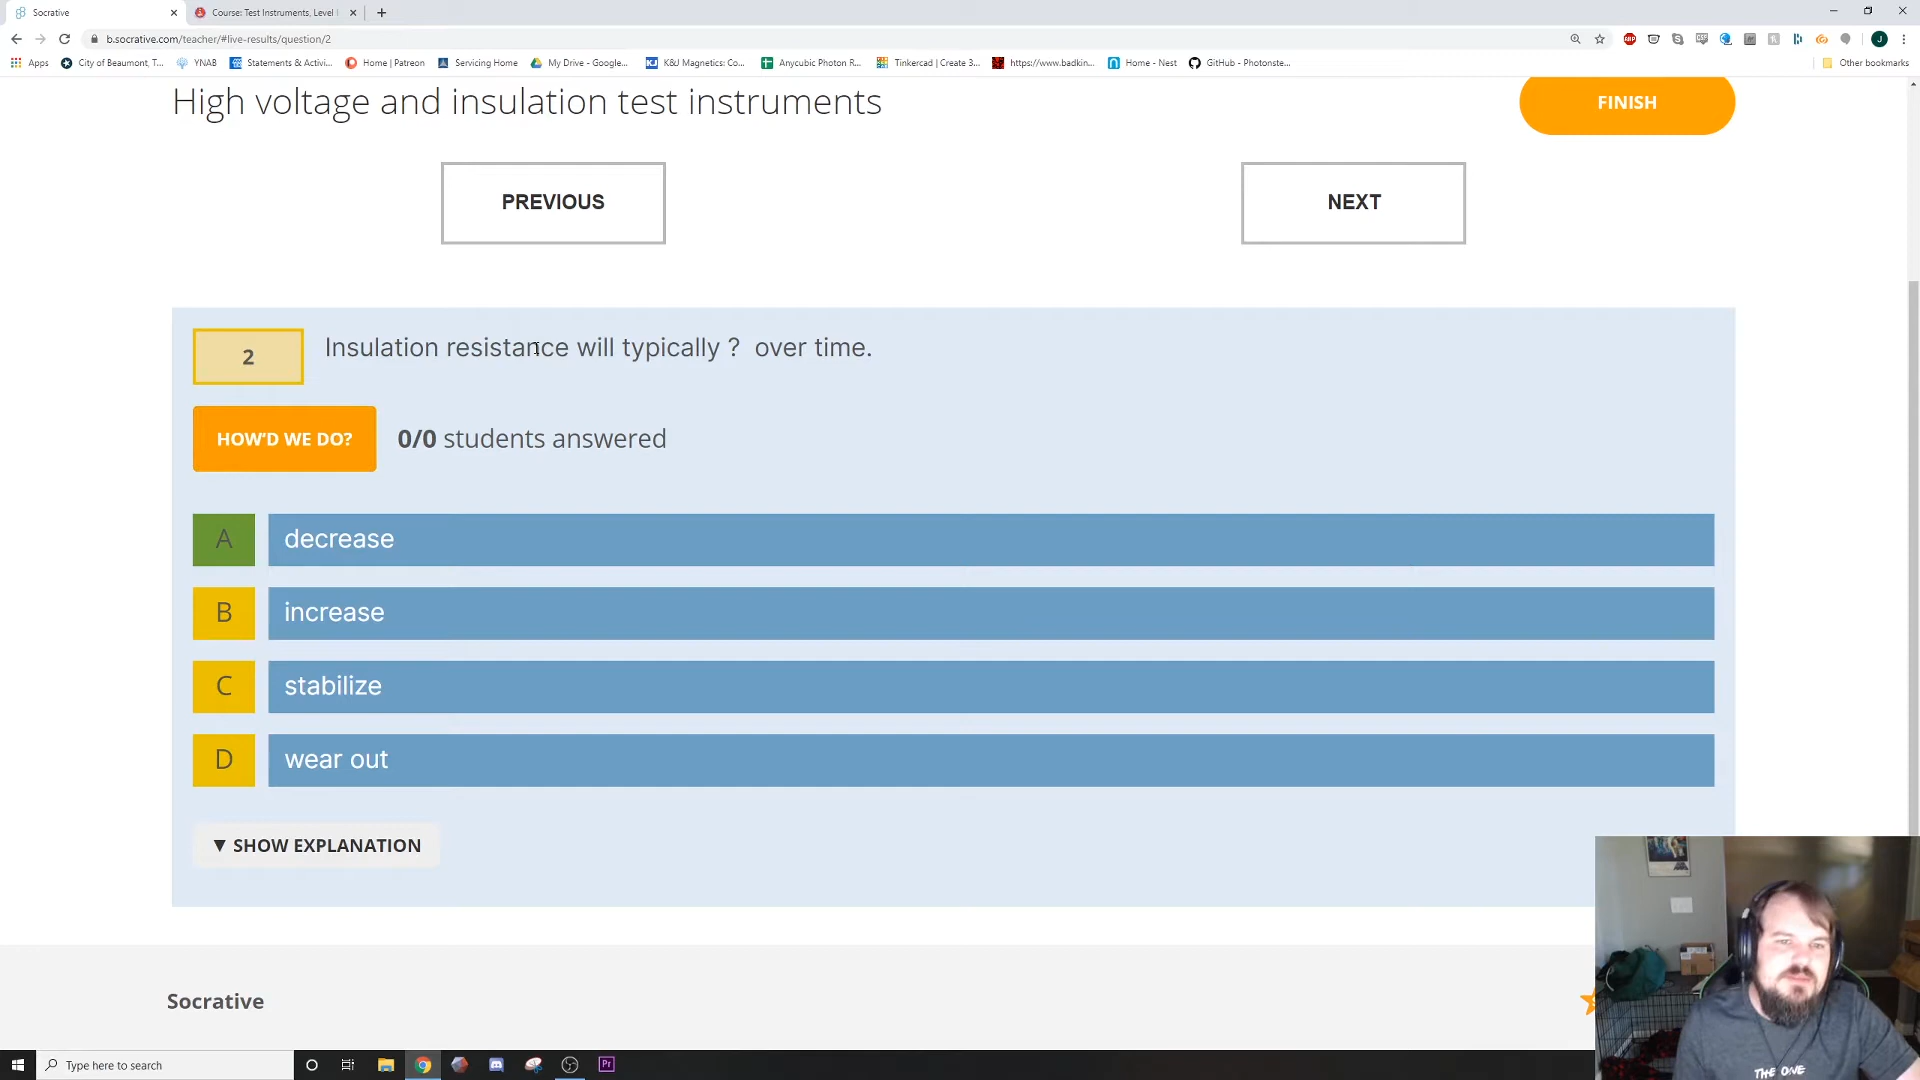 Socrative
Course: Test Instruments, Level
b.socrative.com/teacher/#live-results/question/2
Apps
City of Beaumont, T...
YNAB
Statements & Activi...
Home | Patreon
Servicing Home
My Drive - Google...
K&J Magnetics: Co...
Anycubic Photon R...
Tinkercad | Create 3...
https://www.badkin...
Home - Nest
GitHub - Photonste...
Other bookmarks
High voltage and insulation test instruments
FINISH
PREVIOUS
NEXT
2
Insulation resistance will typically ? over time.
HOW'D WE DO?
0/0 students answered
A
decrease
B
increase
C
stabilize
D
wear out
▼ SHOW EXPLANATION
Socrative
Type here to search
Pr
THE ONE